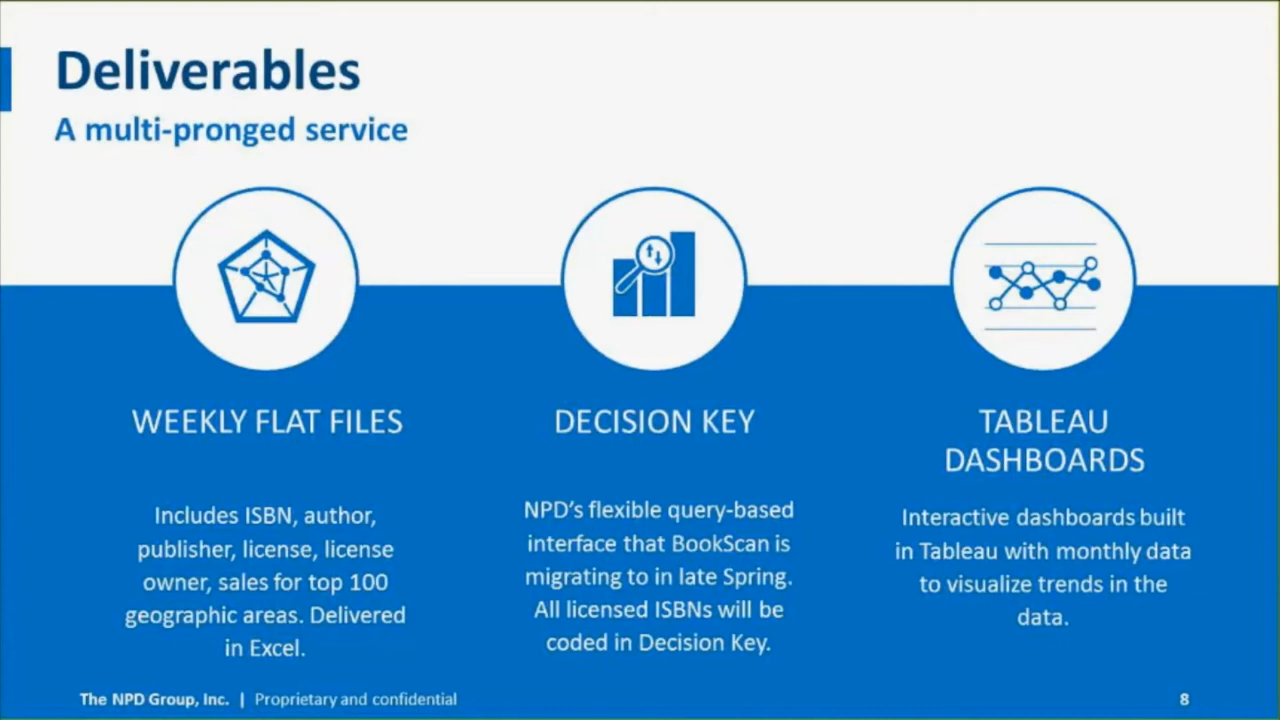 Deliverables
A multi-pronged service
WEEKLY FLAT FILES
Includes ISBN, author,
publisher, license, license
owner, sales for top 100
geographic areas. Delivered
in Excel.
DECISION KEY
NPD's flexible query-based
interface that BookScan is
migrating to in late Spring.
All licensed ISBNs will be
coded in Decision Key.
TABLEAU
DASHBOARDS
Interactive dashboards built
in Tableau with monthly data
to visualize trends in the
data.
The NPD Group, Inc. | Proprietary and confidential
8